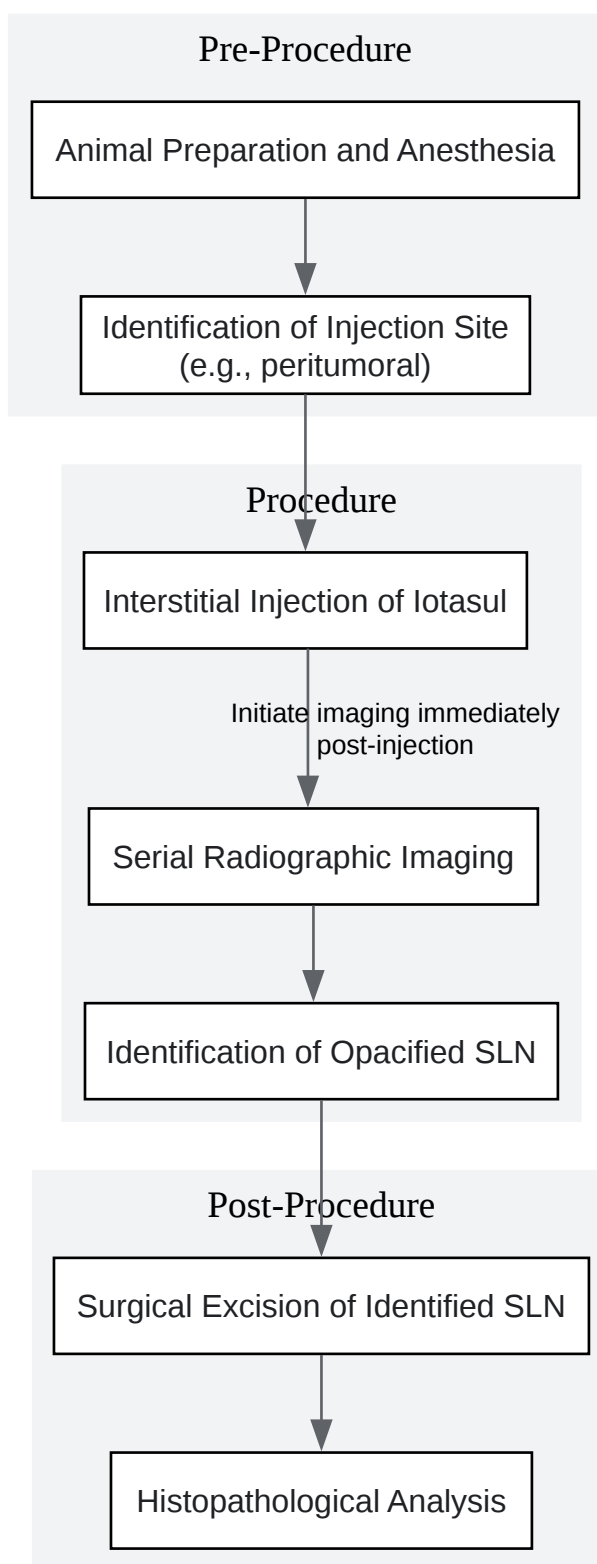 Pre-Procedure
Animal Preparation and Anesthesia
Identification of Injection Site
(e.g., peritumoral)
Procedure
Interstitial Injection of Iotasul
Initiate imaging immediately
post-injection
Serial Radiographic Imaging
Identification of Opacified SLN
Post-Procedure
Surgical Excision of Identified SLN
Histopathological Analysis